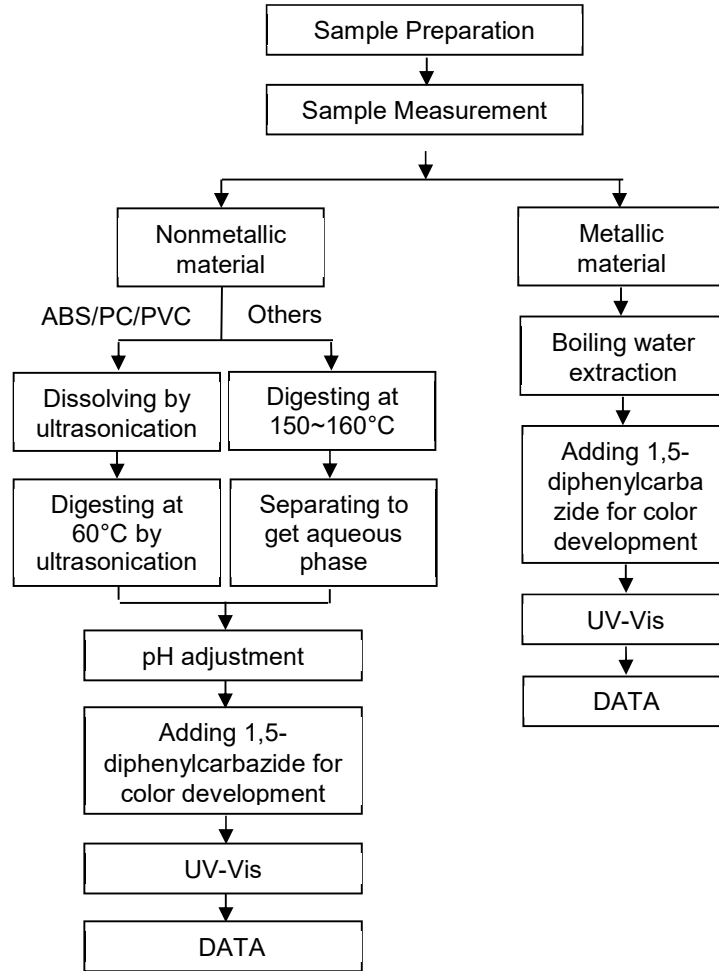 Sample Preparation
Sample Measurement
Nonmetallic
material
ABS/PC/PVC
Others
Dissolving by
ultrasonication
Digesting at
150~160°C
Digesting at
60°C by
ultrasonication
Separating to
get aqueous
phase
pH adjustment
Adding 1,5-
diphenylcarbazide for
color development
UV-Vis
DATA
Metallic
material
Boiling water
extraction
Adding 1,5-
diphenylcarba
zide for color
development
UV-Vis
DATA